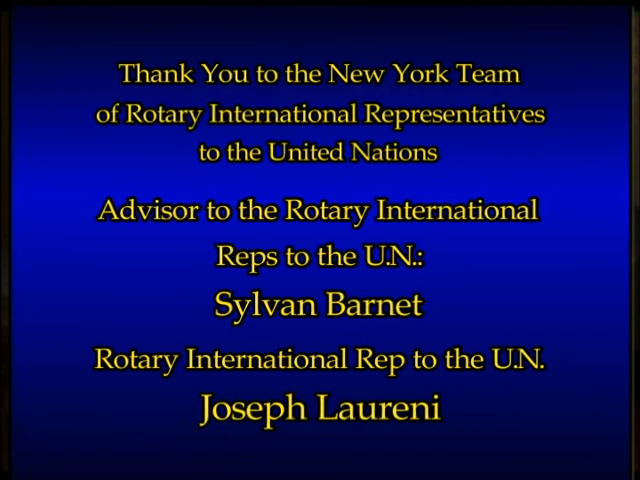 Thank You to the New York Team
of Rotary International Representatives
to the United Nations
Advisor to the Rotary International
Reps to the U.N.:
Sylvan Barnet
Rotary International Rep to the U.N.
Joseph Laureni